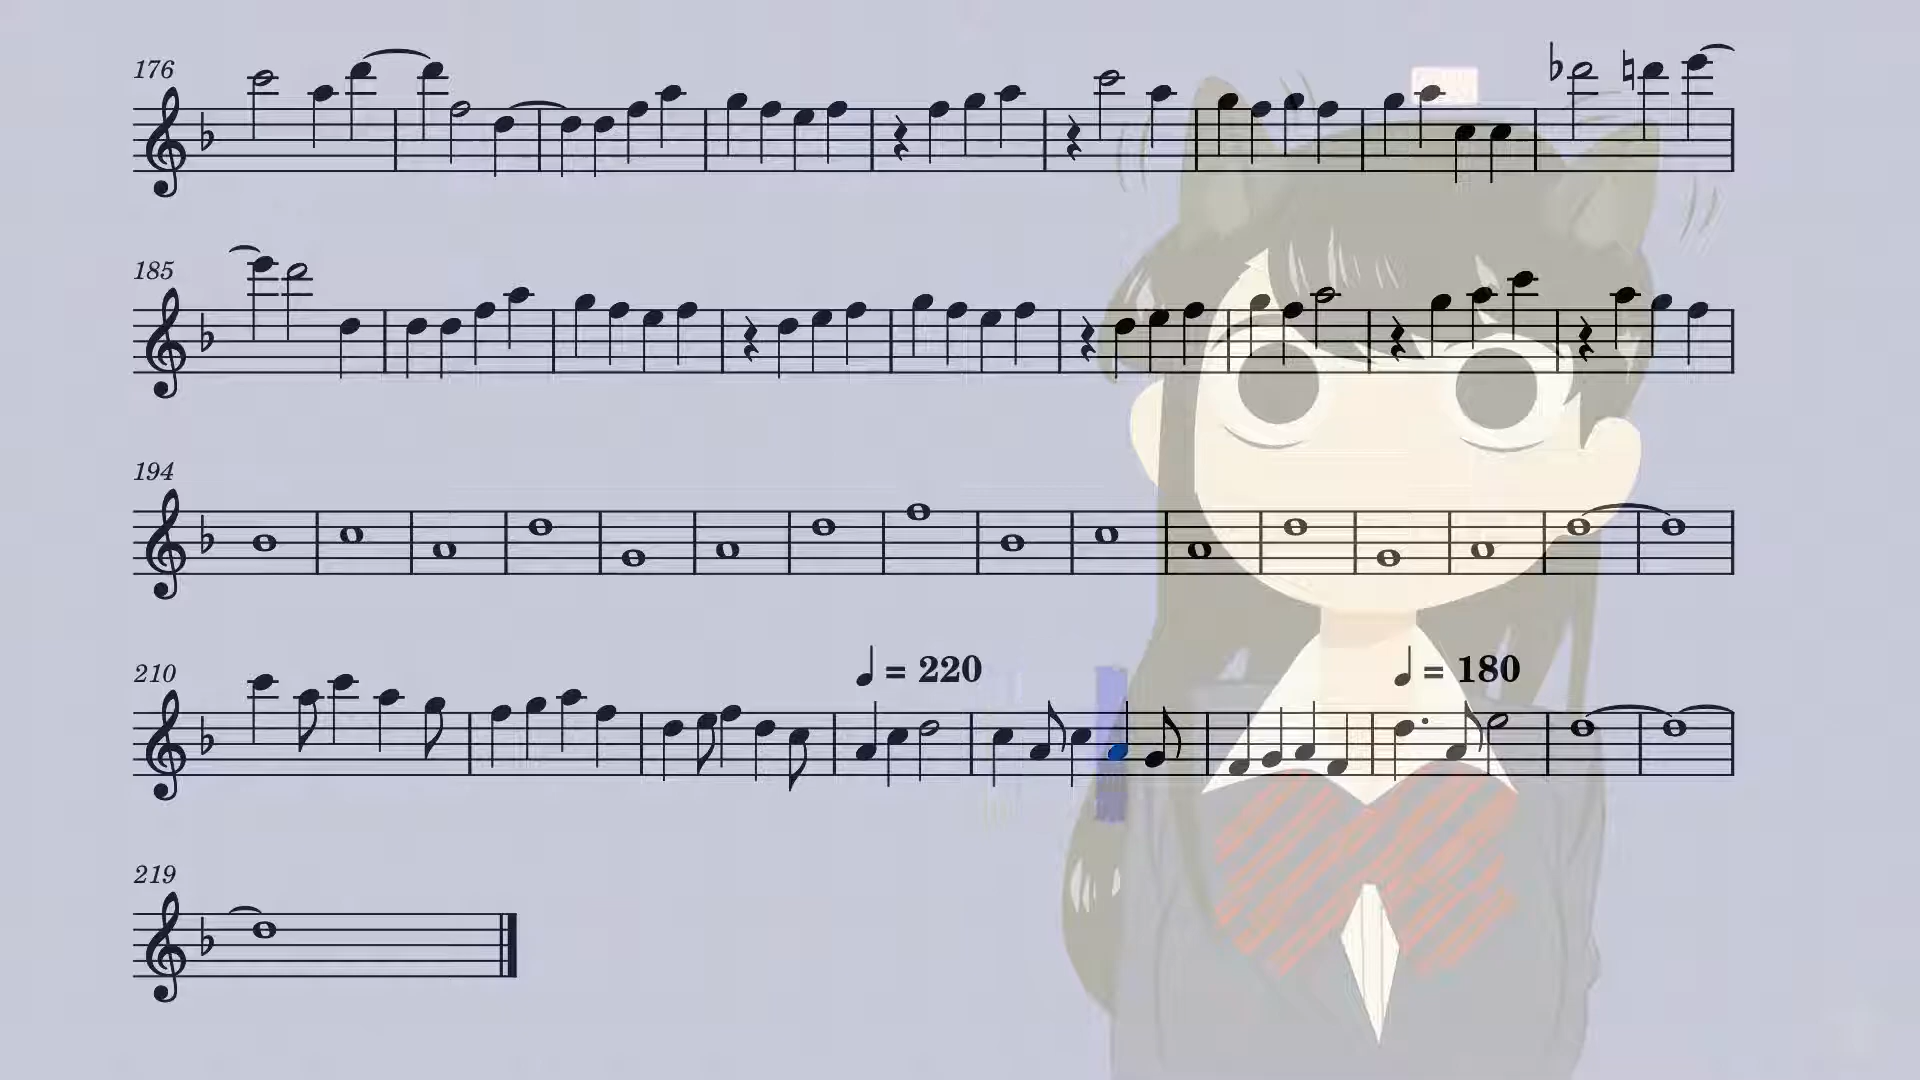 176
185
194
210
♩ = 220
♩ = 180
219